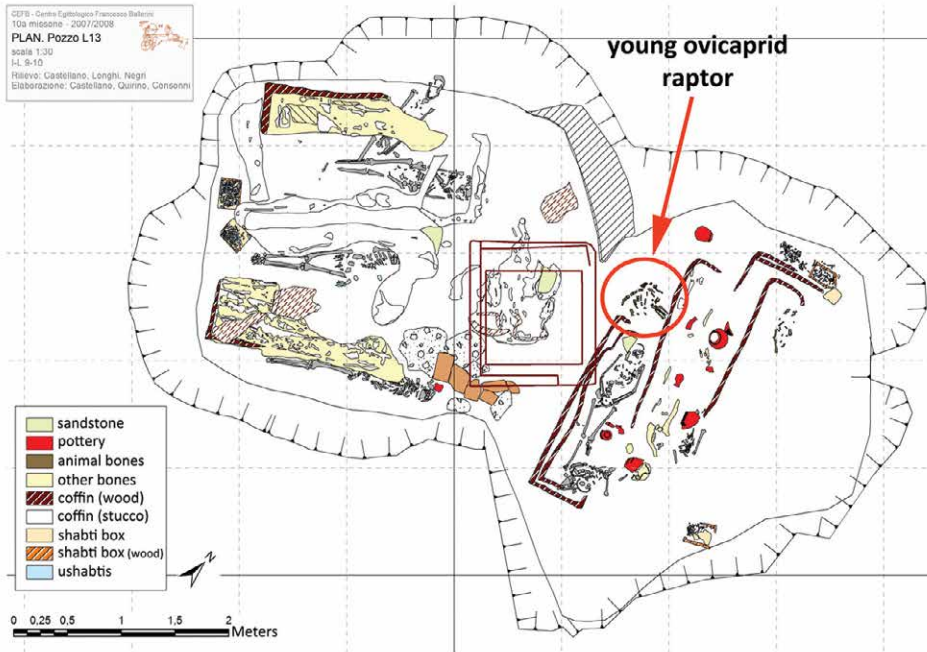 CEFB - Centro Egittologico Francesco Ballerini
10a missone - 2007/2008
PLAN. Pozzo L13
scala 1:30
I-L 9-10
Rilievo: Castellano, Longhi, Negri
Elaborazione: Castellano, Quirino, Consonni
young ovicaprid
raptor
sandstone
pottery
animal bones
other bones
coffin (wood)
coffin (stucco)
shabti box
shabti box (wood)
ushabtis
N
0 0,25 0,5 1 1,5 2
Meters